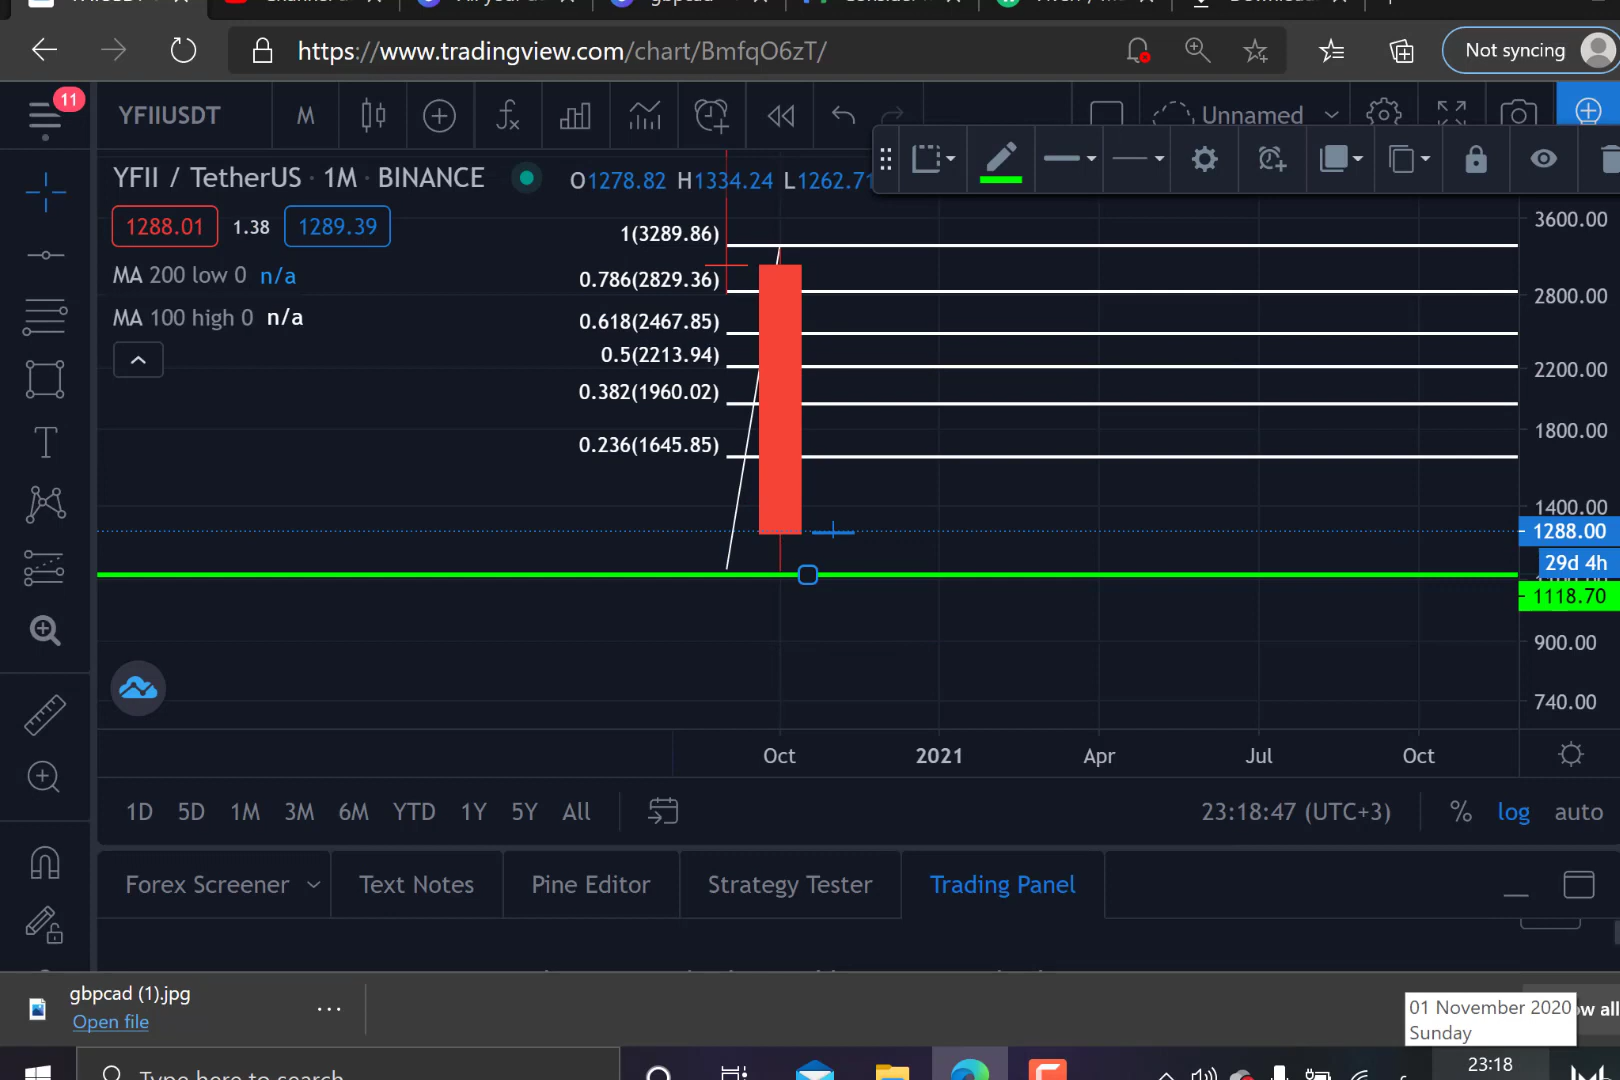 https://www.tradingview.com/chart/BmfqO6zT/
Not syncing
11
YFIIUSDT
M
Unnamed
YFII / TetherUS · 1M · BINANCE
O1278.82 H1334.24 L1262.71
1288.01
1.38
1289.39
MA 200 low 0 n/a
MA 100 high 0 n/a
1(3289.86)
0.786(2829.36)
0.618(2467.85)
0.5(2213.94)
0.382(1960.02)
0.236(1645.85)
3600.00
2800.00
2200.00
1800.00
1400.00
1288.00
29d 4h
1118.70
900.00
740.00
Oct
2021
Apr
Jul
Oct
1D 5D 1M 3M 6M YTD 1Y 5Y All
23:18:47 (UTC+3)
%
log
auto
Forex Screener
Text Notes
Pine Editor
Strategy Tester
Trading Panel
gbpcad (1).jpg
Open file
01 November 2020
Sunday
all
Type here to search
23:18